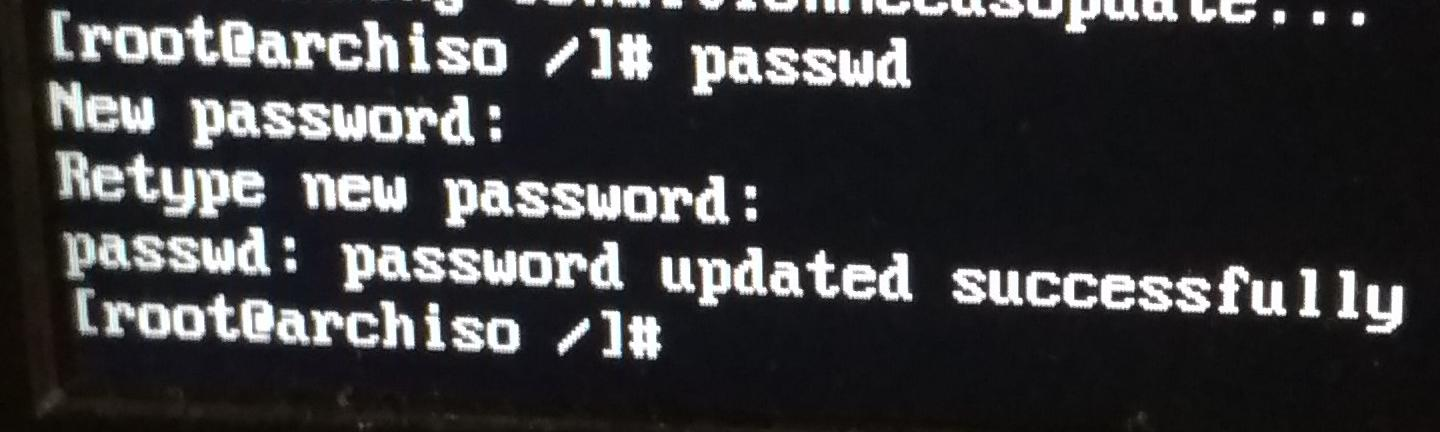 [root@archiso /]# passwd
New password:
Retype new password:
passwd: password updated successfully
[root@archiso /]#